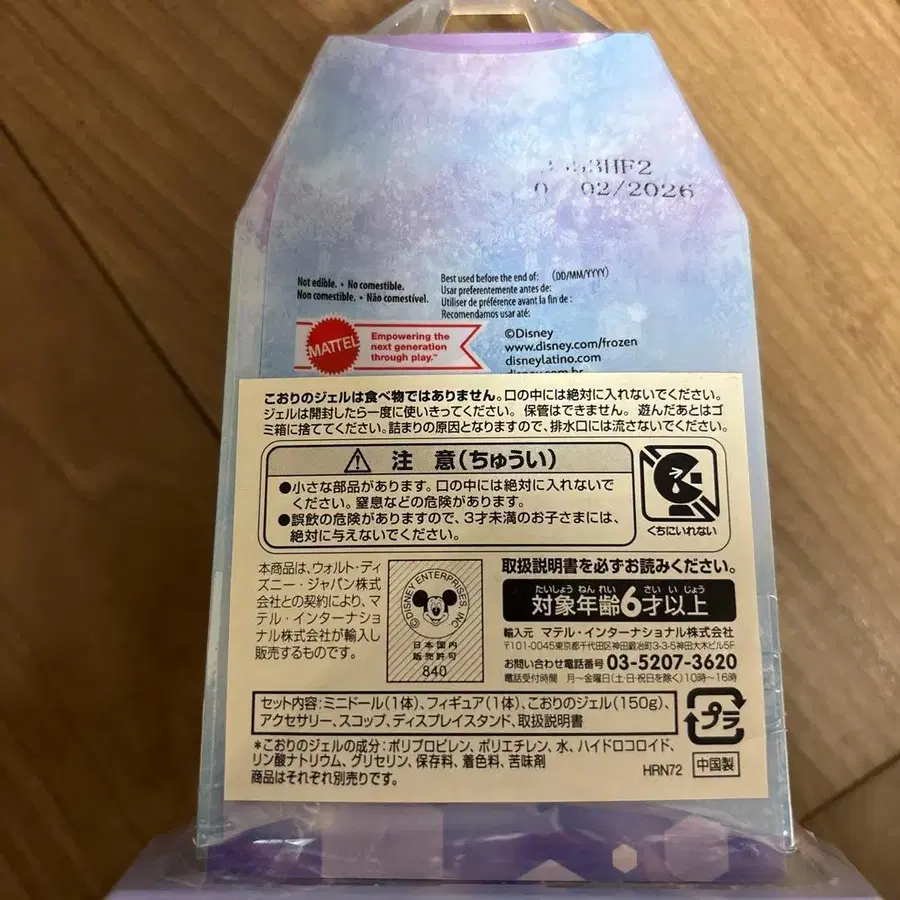 02/2026
Not edible. • No comestible.
Non comestible. • Não comestível.
Best used before the end of: (DD/MM/YYYY)
Usar preferentemente antes de:
Utiliser de préférence avant la fin de :
Recomendamos usar até:
MATTEL
Empowering the
next generation
through play.™
©Disney
www.disney.com/frozen
disneylatino.com
disney.com.br
こおりのジェルは食べ物ではありません。口の中には絶対に入れないでください。
ジェルは開封したら一度に使いきってください。保管はできません。遊んだあとはゴ
ミ箱に捨ててください。詰まりの原因となりますので、排水口には流さないでください。
注 意(ちゅうい)
●小さな部品があります。口の中には絶対に入れないで
ください。窒息などの危険があります。
●誤飲の危険がありますので、3才未満のお子さまには、
絶対に与えないでください。
くちにいれない
本商品は、ウォルト・ディ
ズニー・ジャパン株式
会社との契約により、マ
テル・インターナショ
ナル株式会社が輸入し
販売するものです。
©DISNEY ENTERPRISES, INC.
日本国内
販売許可
840
取扱説明書を必ずお読みください。
たいしょう ねん れい さい い じょう
対象年齢6才以上
輸入元 マテル・インターナショナル株式会社
〒101-0045東京都千代田区神田鍛冶町3-3-5神田大木ビル5F
お問い合わせ電話番号 03-5207-3620
電話受付時間 月〜金曜日(土・日・祝日を除く)10時〜16時
セット内容:ミニドール(1体)、フィギュア(1体)、こおりのジェル(150g)、
アクセサリー、スコップ、ディスプレイスタンド、取扱説明書
プラ
*こおりのジェルの成分:ポリプロピレン、ポリエチレン、水、ハイドロコロイド、
リン酸ナトリウム、グリセリン、保存料、着色料、苦味剤
商品はそれぞれ別売りです。
HRN72
中国製